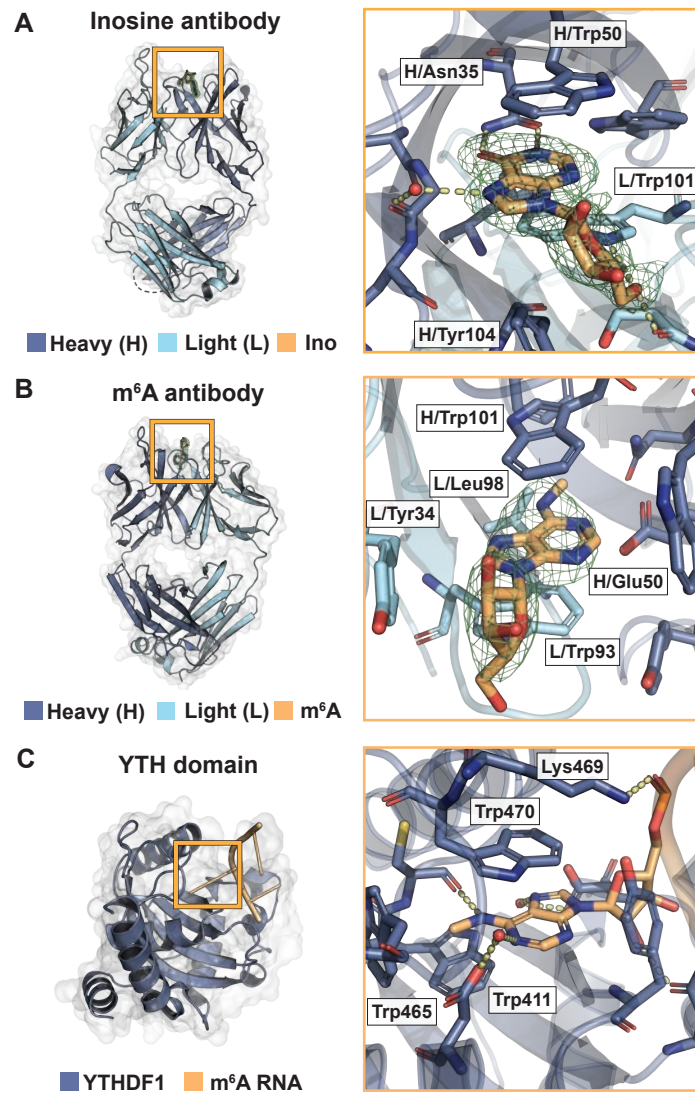 A
Inosine antibody
H/Trp50
H/Asn35
L/Trp101
H/Tyr104
Heavy (H) Light (L) Ino
B
m⁶A antibody
H/Trp101
L/Leu98
L/Tyr34
H/Glu50
L/Trp93
Heavy (H) Light (L) m⁶A
C
YTH domain
Lys469
Trp470
Trp411
Trp465
YTHDF1 m⁶A RNA